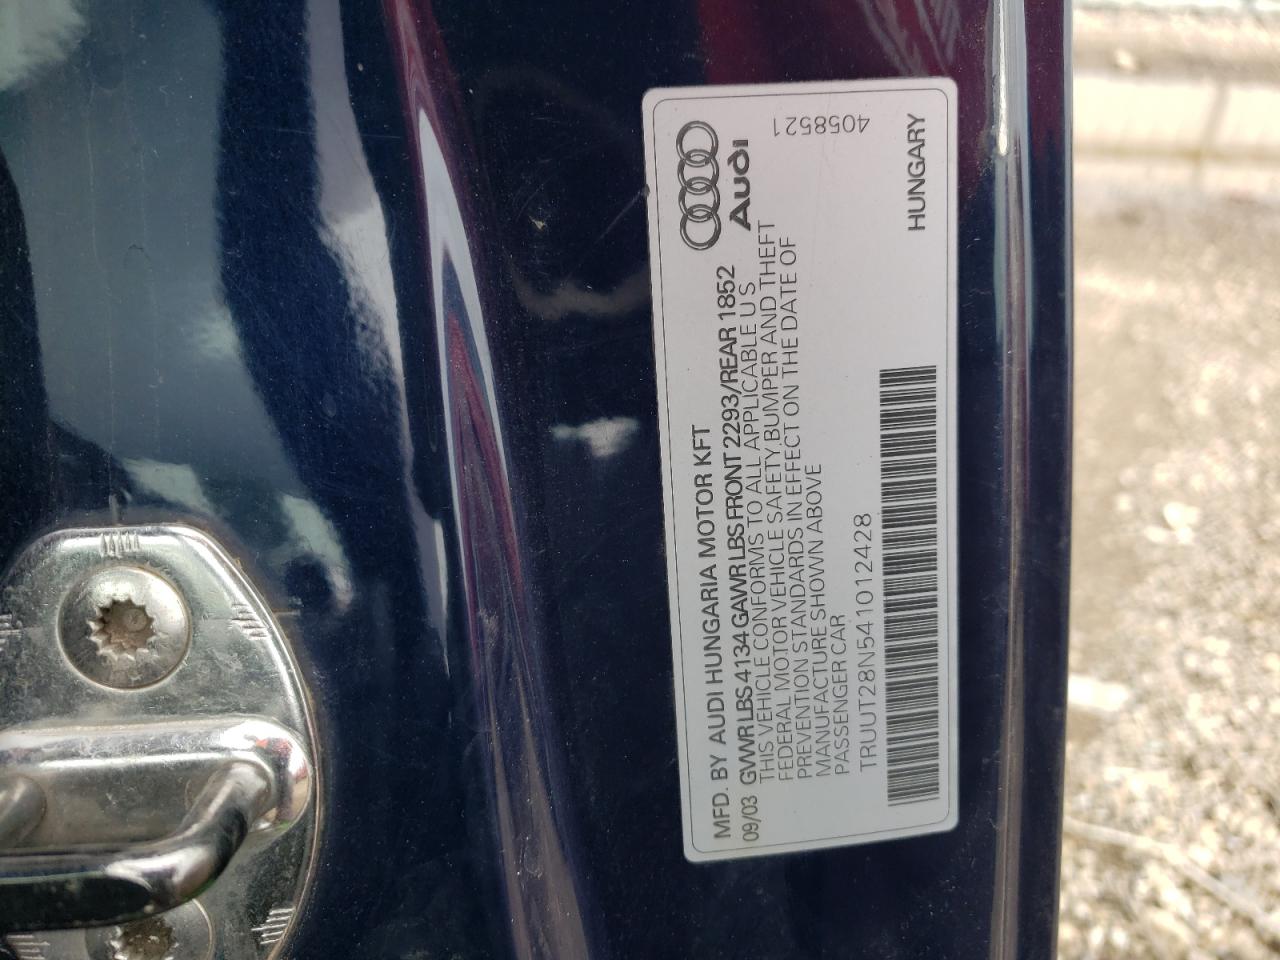 MFD. BY AUDI HUNGARIA MOTOR KFT
09/03 GVWR LBS 4134 GAWR LBS FRONT 2293/REAR 1852
THIS VEHICLE CONFORMS TO ALL APPLICABLE U S
FEDERAL MOTOR VEHICLE SAFETY, BUMPER AND THEFT
PREVENTION STANDARDS IN EFFECT ON THE DATE OF
MANUFACTURE SHOWN ABOVE
PASSENGER CAR
TRUUT28N541012428
Audi
4058521
HUNGARY